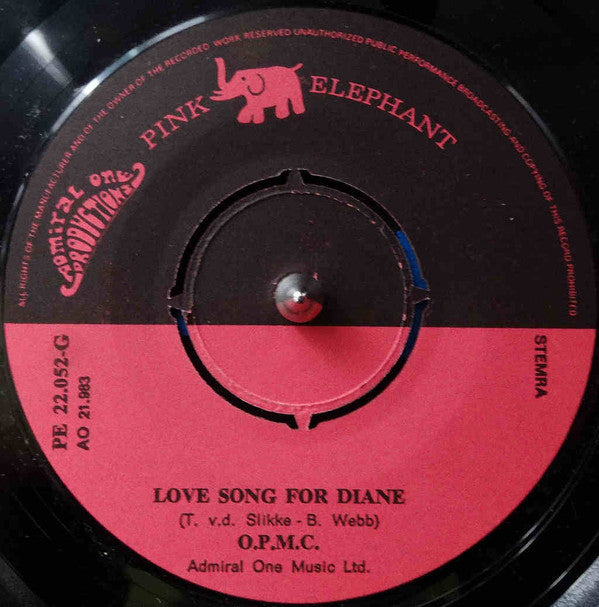 ALL RIGHTS OF THE MANUFACTURER AND OF THE OWNER OF THE RECORDED WORK RESERVED UNAUTHORIZED PUBLIC PERFORMANCE BROADCASTING AND COPYING OF THIS RECORD PROHIBITED
PINK ELEPHANT
ADMIRAL ONE
PRODUCTIONS
PE 22.052-G
AO 21.983
STEMRA
LOVE SONG FOR DIANE
(T. v.d. Slikke - B. Webb)
O.P.M.C.
Admiral One Music Ltd.